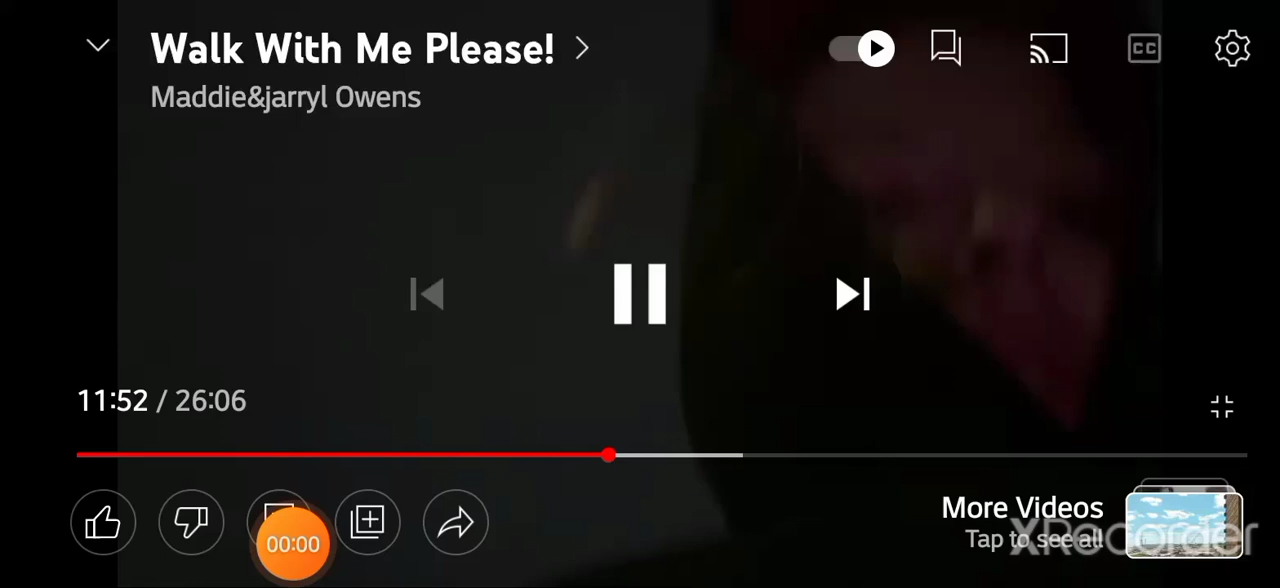 Walk With Me Please!
Maddie&jarryl Owens
CC
11:52 / 26:06
00:00
More Videos
Tap to see all
XRecorder